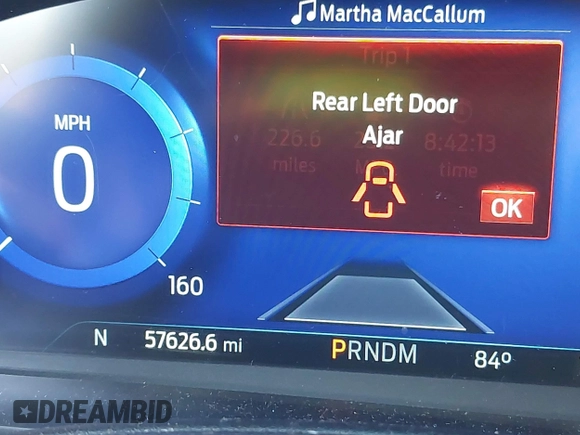 Martha MacCallum
Trip 1
Rear Left Door
Ajar
226.6 8:42:13
miles time
OK
MPH
0
160
N 57626.6 mi PRNDM 84°
DREAMBID